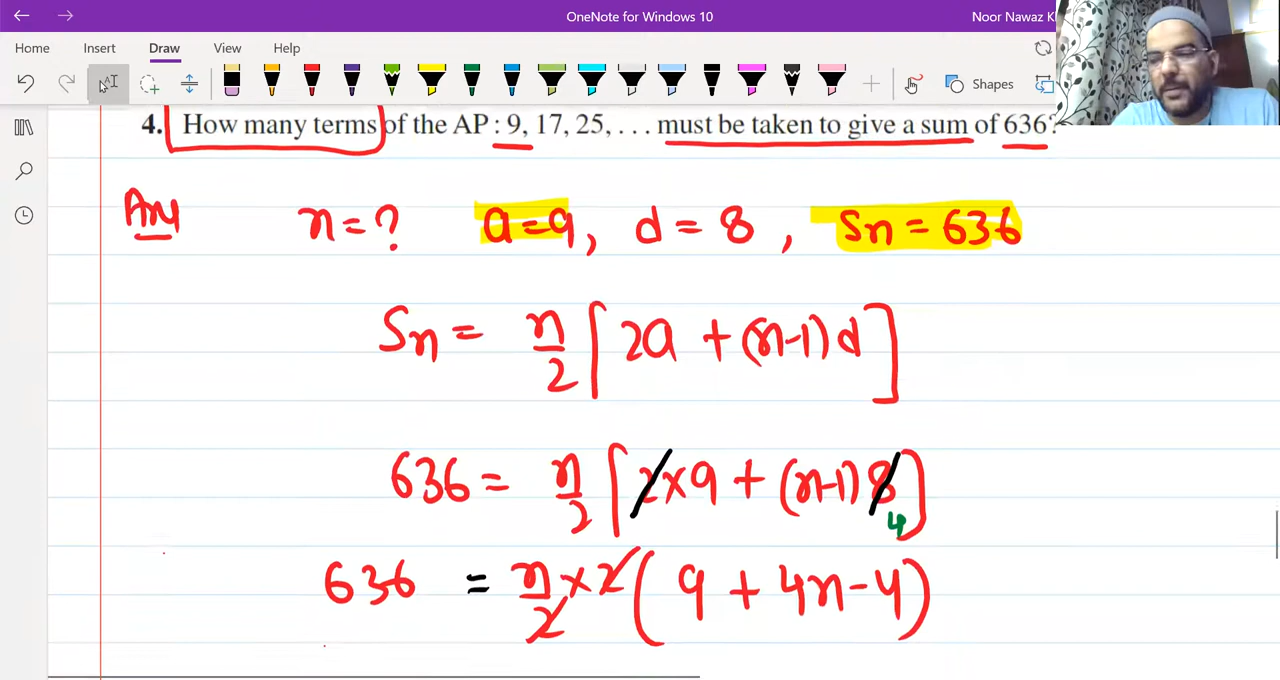 OneNote for Windows 10
Noor Nawaz
Home Insert Draw View Help
Shapes
4. How many terms of the AP : 9, 17, 25, . . . must be taken to give a sum of 636?
Ans n = ? a = 9, d = 8, Sn = 636
Sn = n/2 [2a + (n-1)d]
636 = n/2 [2×9 + (n-1)8]
4
636 = n/2 × 2 (9 + 4n - 4)